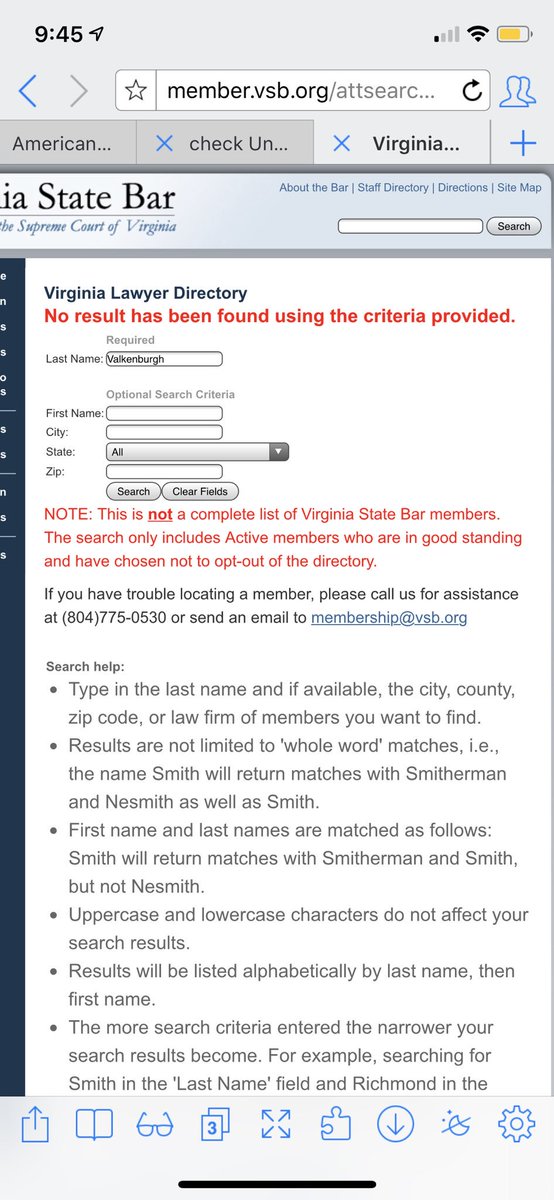 9:45
member.vsb.org/attsearc...
American...
check Un...
Virginia...
ia State Bar
the Supreme Court of Virginia
About the Bar | Staff Directory | Directions | Site Map
Search
e
n
s
s
o
s
s
s
n
s
s
Virginia Lawyer Directory
No result has been found using the criteria provided.
Required
Last Name: Valkenburgh
Optional Search Criteria
First Name:
City:
State: All
Zip:
Search Clear Fields
NOTE: This is not a complete list of Virginia State Bar members.
The search only includes Active members who are in good standing
and have chosen not to opt-out of the directory.
If you have trouble locating a member, please call us for assistance
at (804)775-0530 or send an email to membership@vsb.org
Search help:
• Type in the last name and if available, the city, county,
zip code, or law firm of members you want to find.
• Results are not limited to 'whole word' matches, i.e.,
the name Smith will return matches with Smitherman
and Nesmith as well as Smith.
• First name and last names are matched as follows:
Smith will return matches with Smitherman and Smith,
but not Nesmith.
• Uppercase and lowercase characters do not affect your
search results.
• Results will be listed alphabetically by last name, then
first name.
• The more search criteria entered the narrower your
search results become. For example, searching for
Smith in the 'Last Name' field and Richmond in the
3